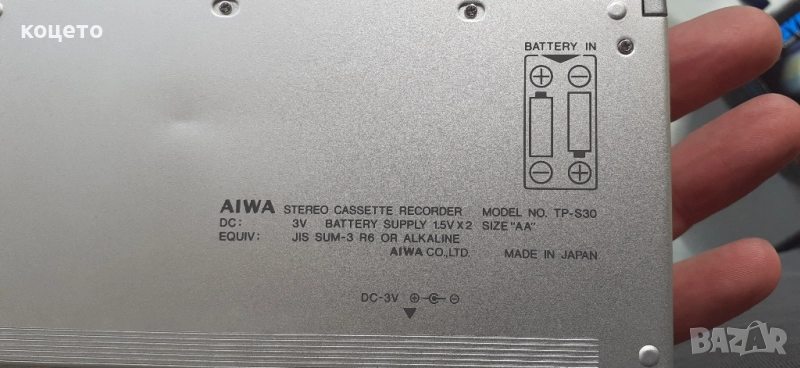 коцето
BATTERY IN
AIWA STEREO CASSETTE RECORDER MODEL NO. TP-S30
DC: 3V BATTERY SUPPLY 1.5V X 2 SIZE "AA"
EQUIV: JIS SUM-3 R6 OR ALKALINE
AIWA CO., LTD. MADE IN JAPAN
DC-3V
BAZAR